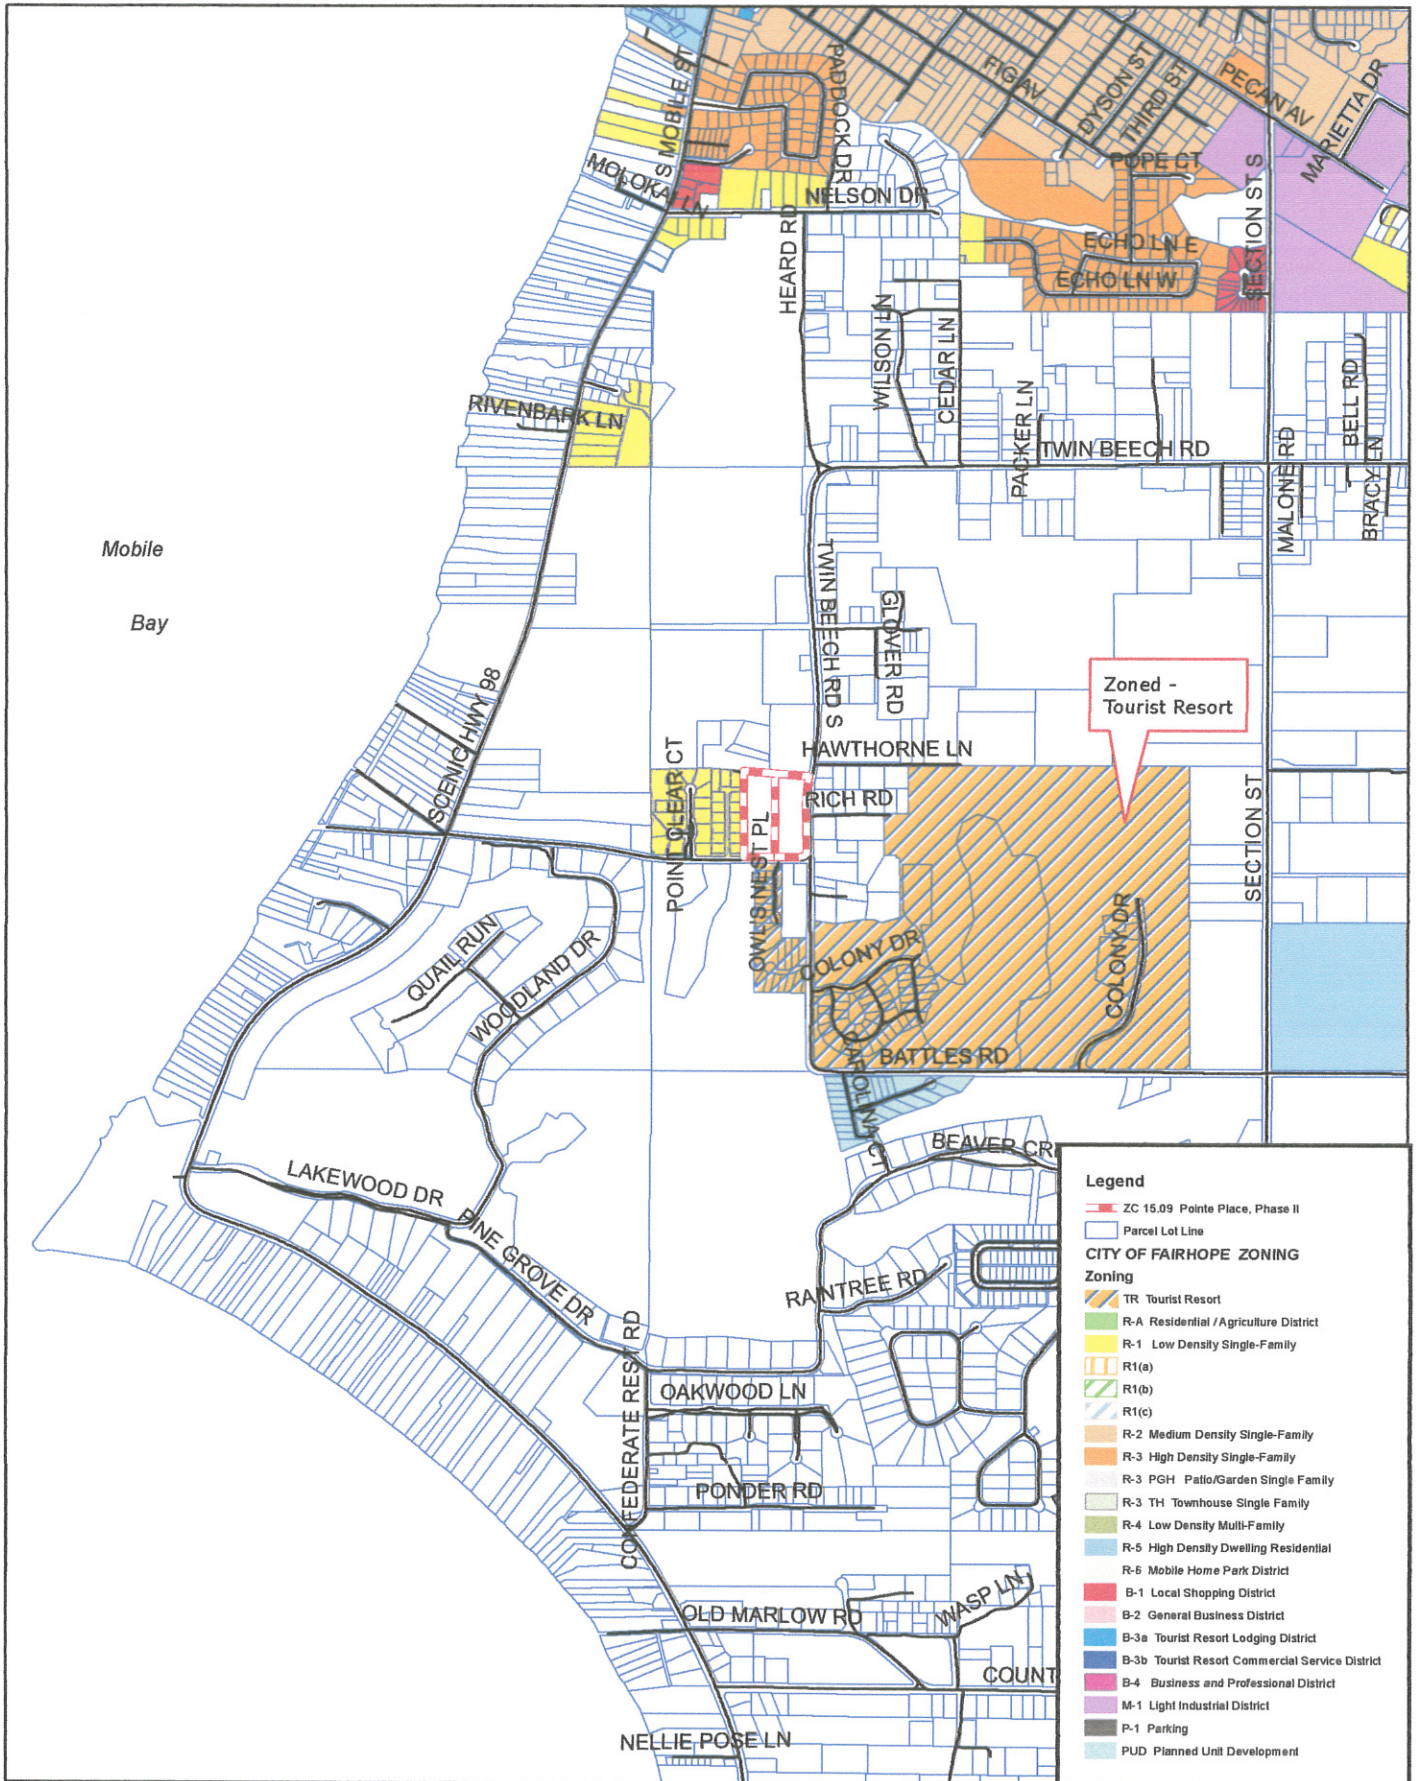 S MOBILE ST
PADDOCK DR
FIG AV
DYSON ST
THIRD ST
PECAN AV
MARIETTA DR
MOLOKAI LN
NELSON DR
POPE CT
SECTION ST S
HEARD RD
ECHO LN E
ECHO LN W
WILSON LN
CEDAR LN
RIVENBARK LN
PACKER LN
TWIN BEECH RD
MALONE RD
BELL RD
BRACY LN
Mobile
Bay
TWIN BEECH RD S
GLOVER RD
SCENIC HWY 98
Zoned -
Tourist Resort
HAWTHORNE LN
POINT CLEAR CT
RICH RD
OWL'S NEST PL
SECTION ST
QUAIL RUN
WOODLAND DR
COLONY DR
COLONY DR
BATTLES RD
CAROLINA CT
BEAVER CR
LAKEWOOD DR
PINE GROVE DR
RAINTREE RD
CONFEDERATE REST RD
OAKWOOD LN
PONDER RD
OLD MARLOW RD
WASP LN
COUNT
NELLIE POSE LN
Legend
ZC 15.09 Pointe Place, Phase II
Parcel Lot Line
CITY OF FAIRHOPE ZONING
Zoning
TR Tourist Resort
R-A Residential / Agriculture District
R-1 Low Density Single-Family
R1(a)
R1(b)
R1(c)
R-2 Medium Density Single-Family
R-3 High Density Single-Family
R-3 PGH Patio/Garden Single Family
R-3 TH Townhouse Single Family
R-4 Low Density Multi-Family
R-5 High Density Dwelling Residential
R-6 Mobile Home Park District
B-1 Local Shopping District
B-2 General Business District
B-3a Tourist Resort Lodging District
B-3b Tourist Resort Commercial Service District
B-4 Business and Professional District
M-1 Light Industrial District
P-1 Parking
PUD Planned Unit Development